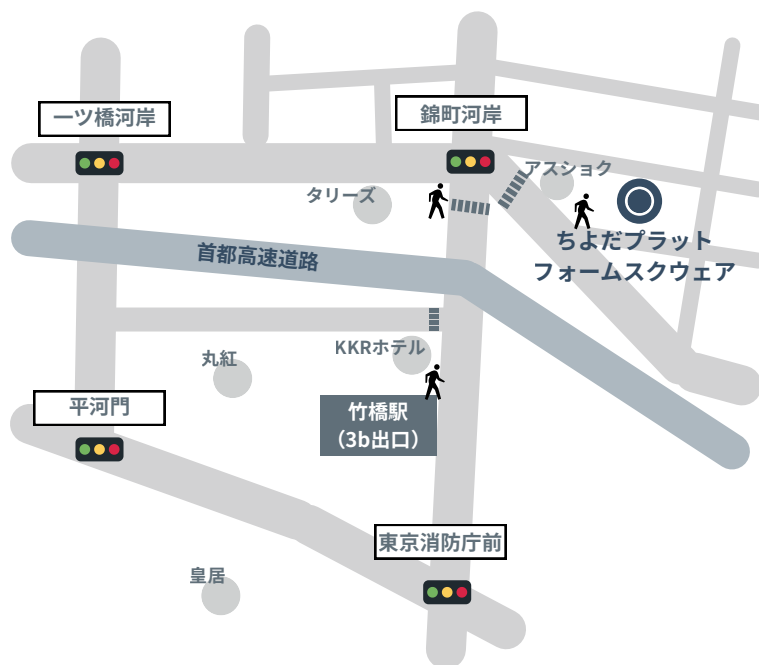 一ツ橋河岸
錦町河岸
アスショク
タリーズ
ちよだプラット
フォームスクウェア
首都高速道路
KKRホテル
丸紅
平河門
竹橋駅
（3b出口）
東京消防庁前
皇居